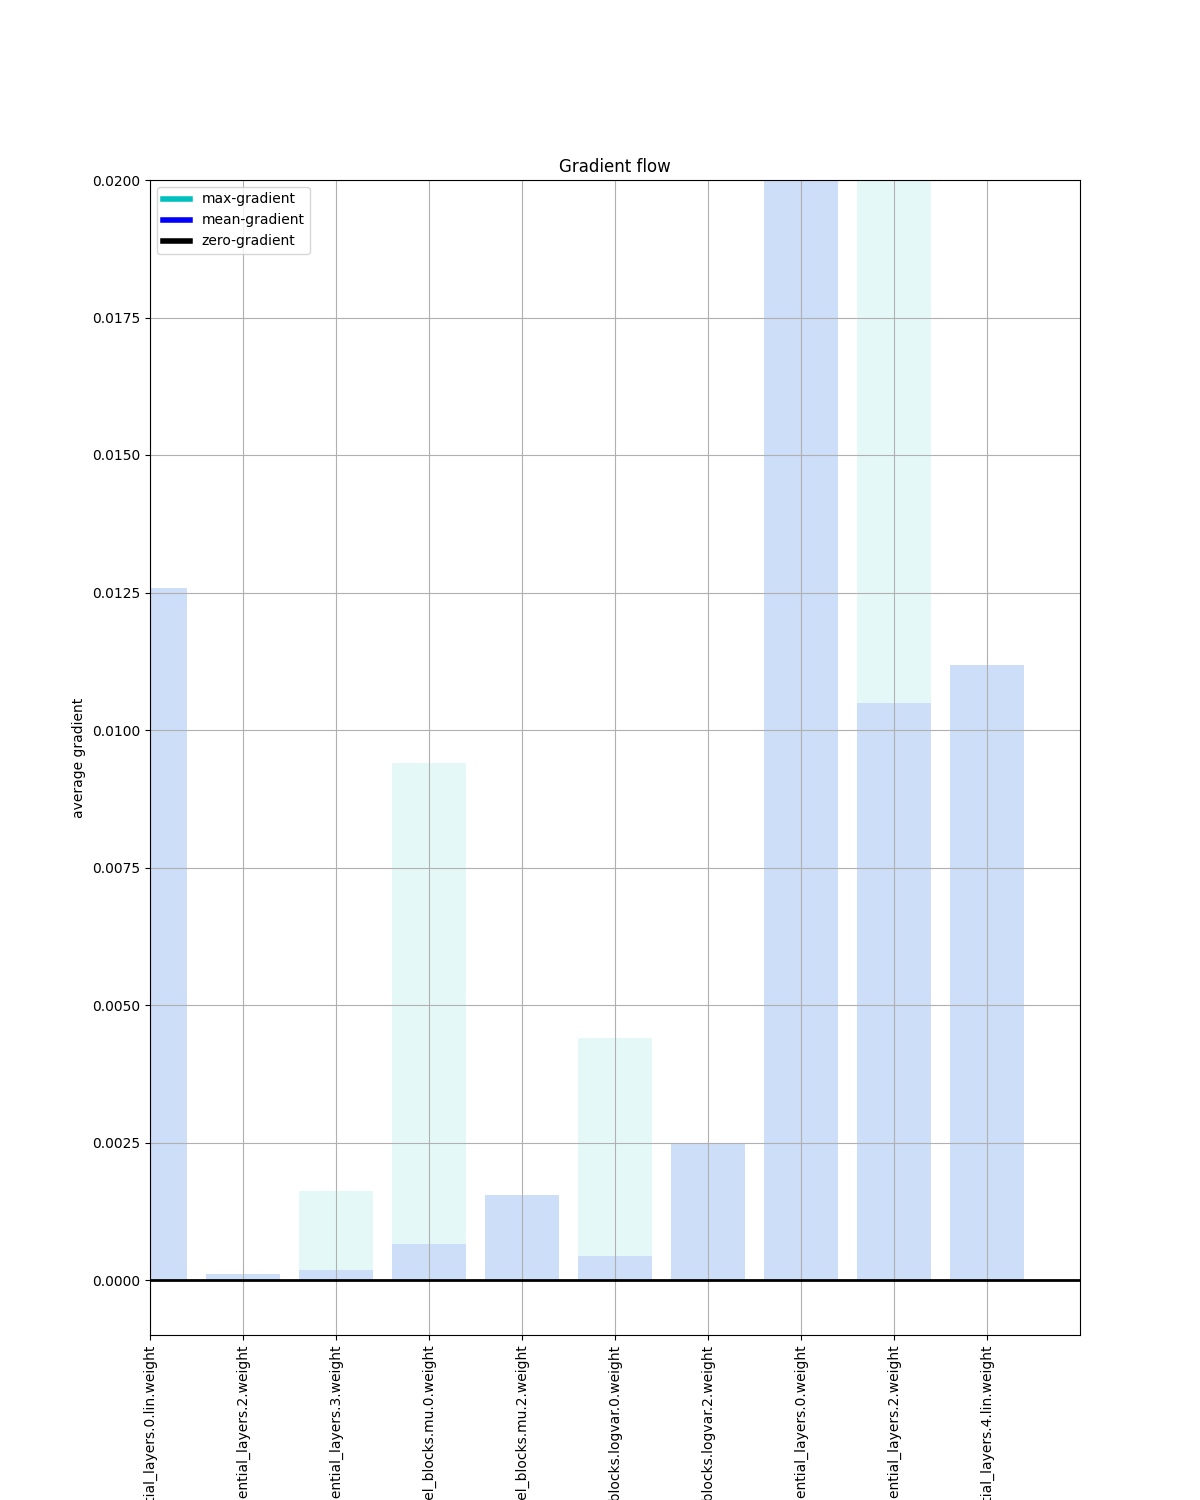 Gradient flow
max-gradient
mean-gradient
zero-gradient
0.0200
0.0175
0.0150
0.0125
0.0100
0.0075
0.0050
0.0025
0.0000
average gradient
tial_layers.0.lin.weight
ential_layers.2.weight
ential_layers.3.weight
el_blocks.mu.0.weight
el_blocks.mu.2.weight
blocks.logvar.0.weight
blocks.logvar.2.weight
ential_layers.0.weight
ential_layers.2.weight
tial_layers.4.lin.weight